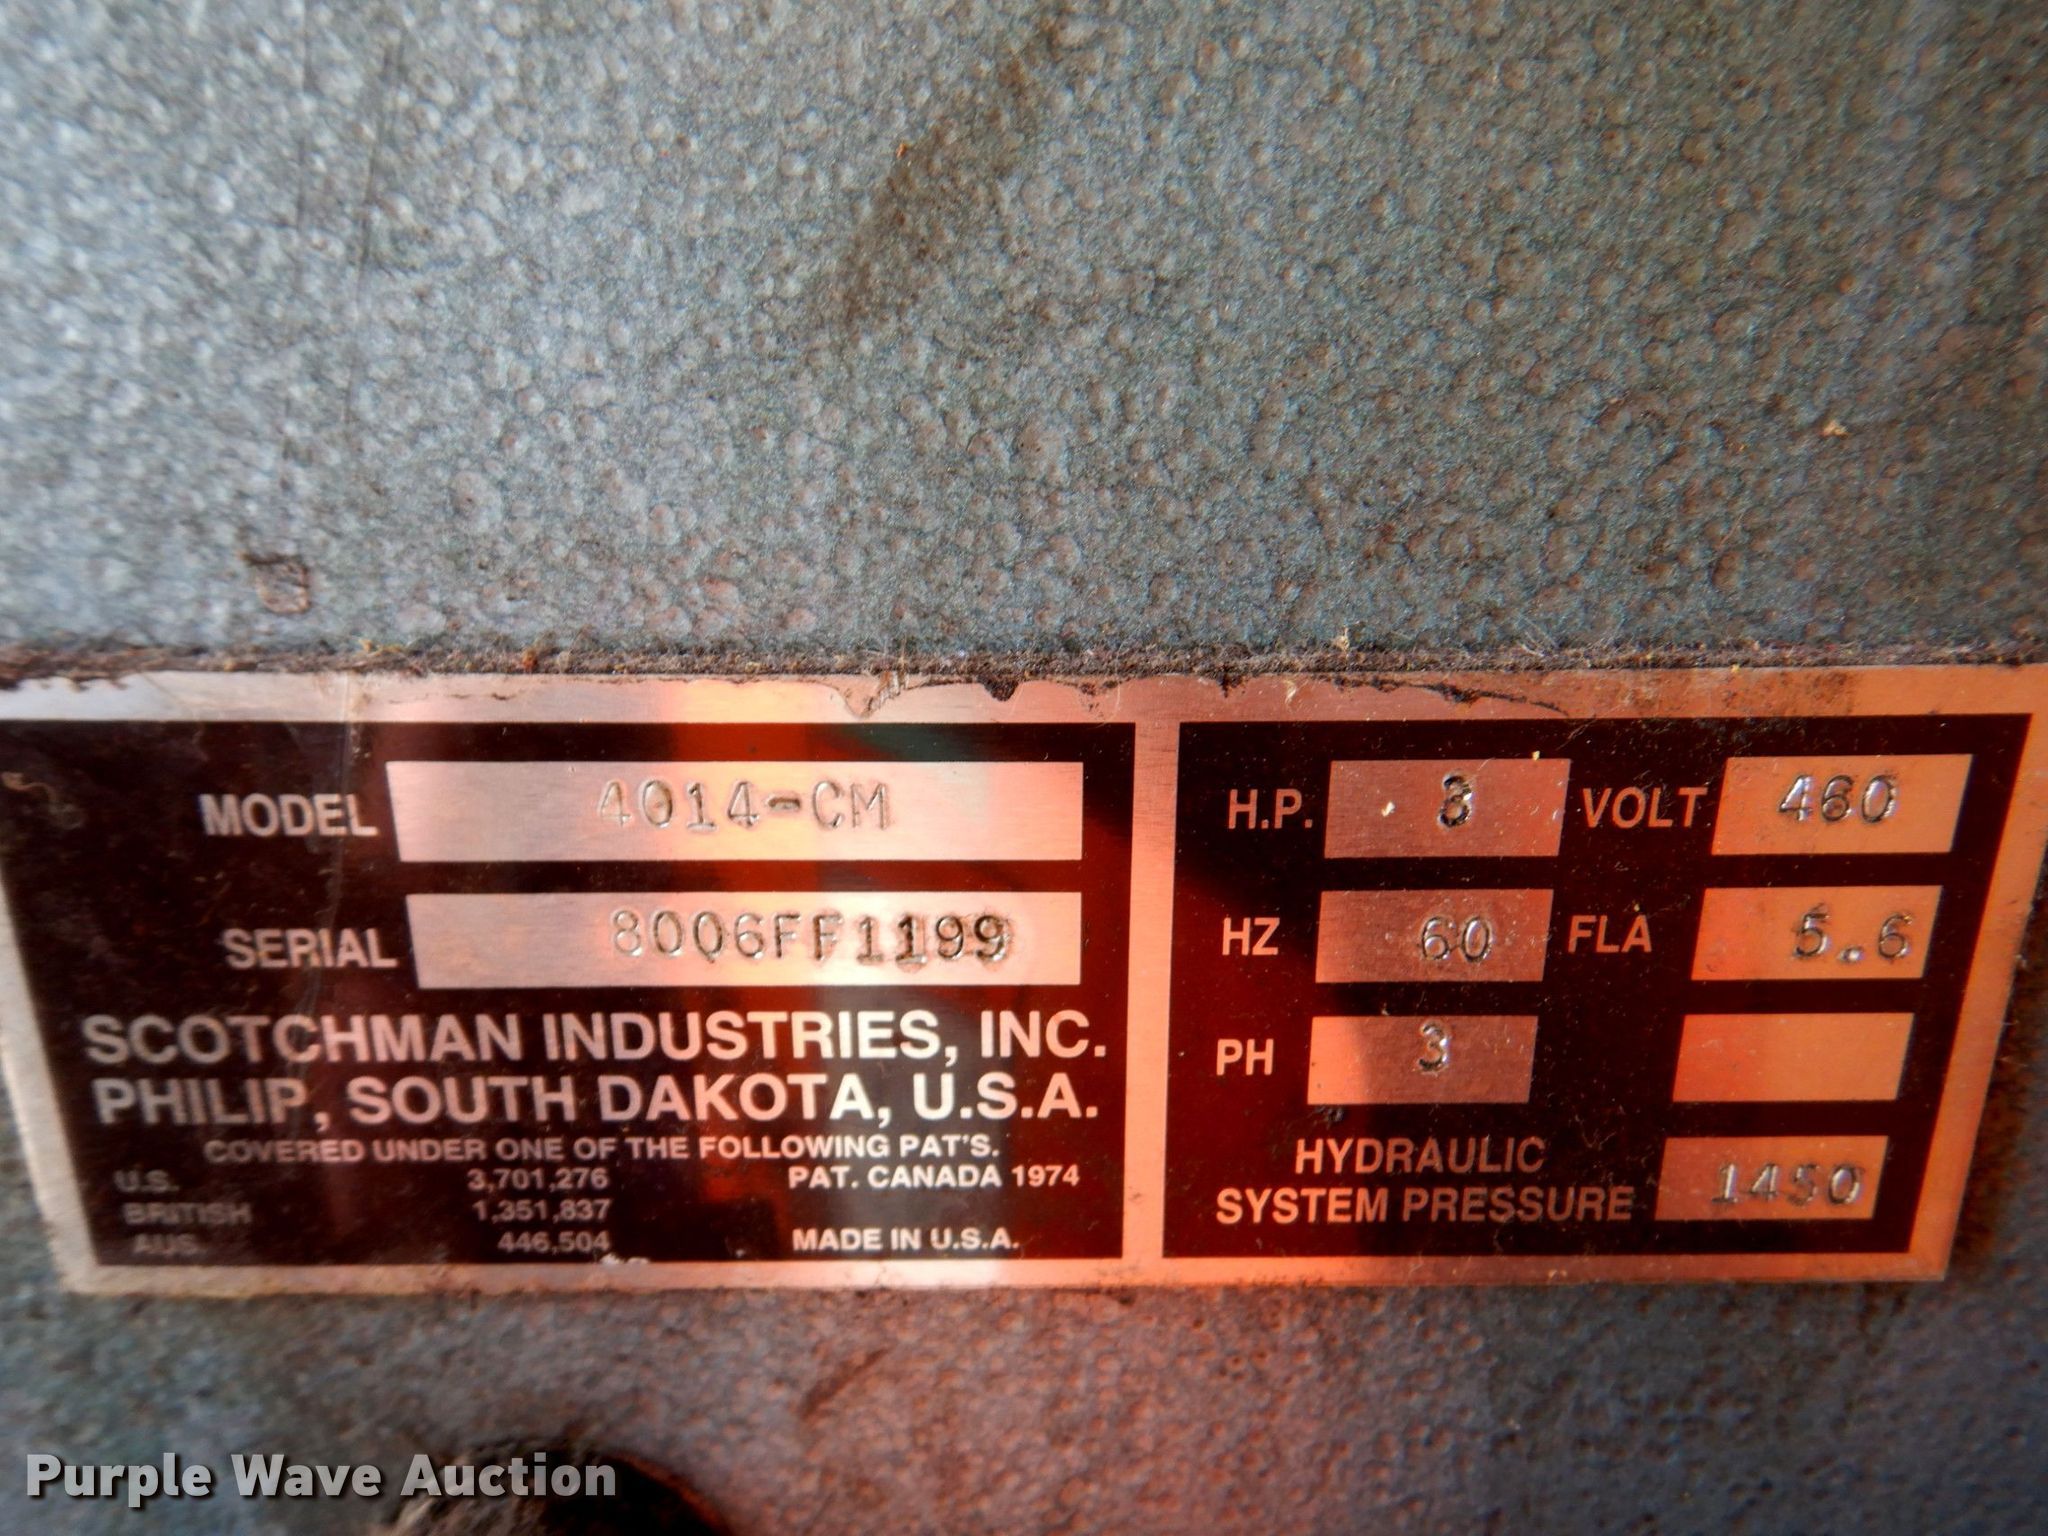 MODEL 4014-CM
SERIAL 8006FF1199
SCOTCHMAN INDUSTRIES, INC.
PHILIP, SOUTH DAKOTA, U.S.A.
COVERED UNDER ONE OF THE FOLLOWING PAT'S.
U.S. 3,701,276 PAT. CANADA 1974
BRITISH 1,351,837
AUS. 446,504 MADE IN U.S.A.
H.P. VOLT 460
HZ 60 FLA 5.6
PH 3
HYDRAULIC
SYSTEM PRESSURE 1450
Purple Wave Auction